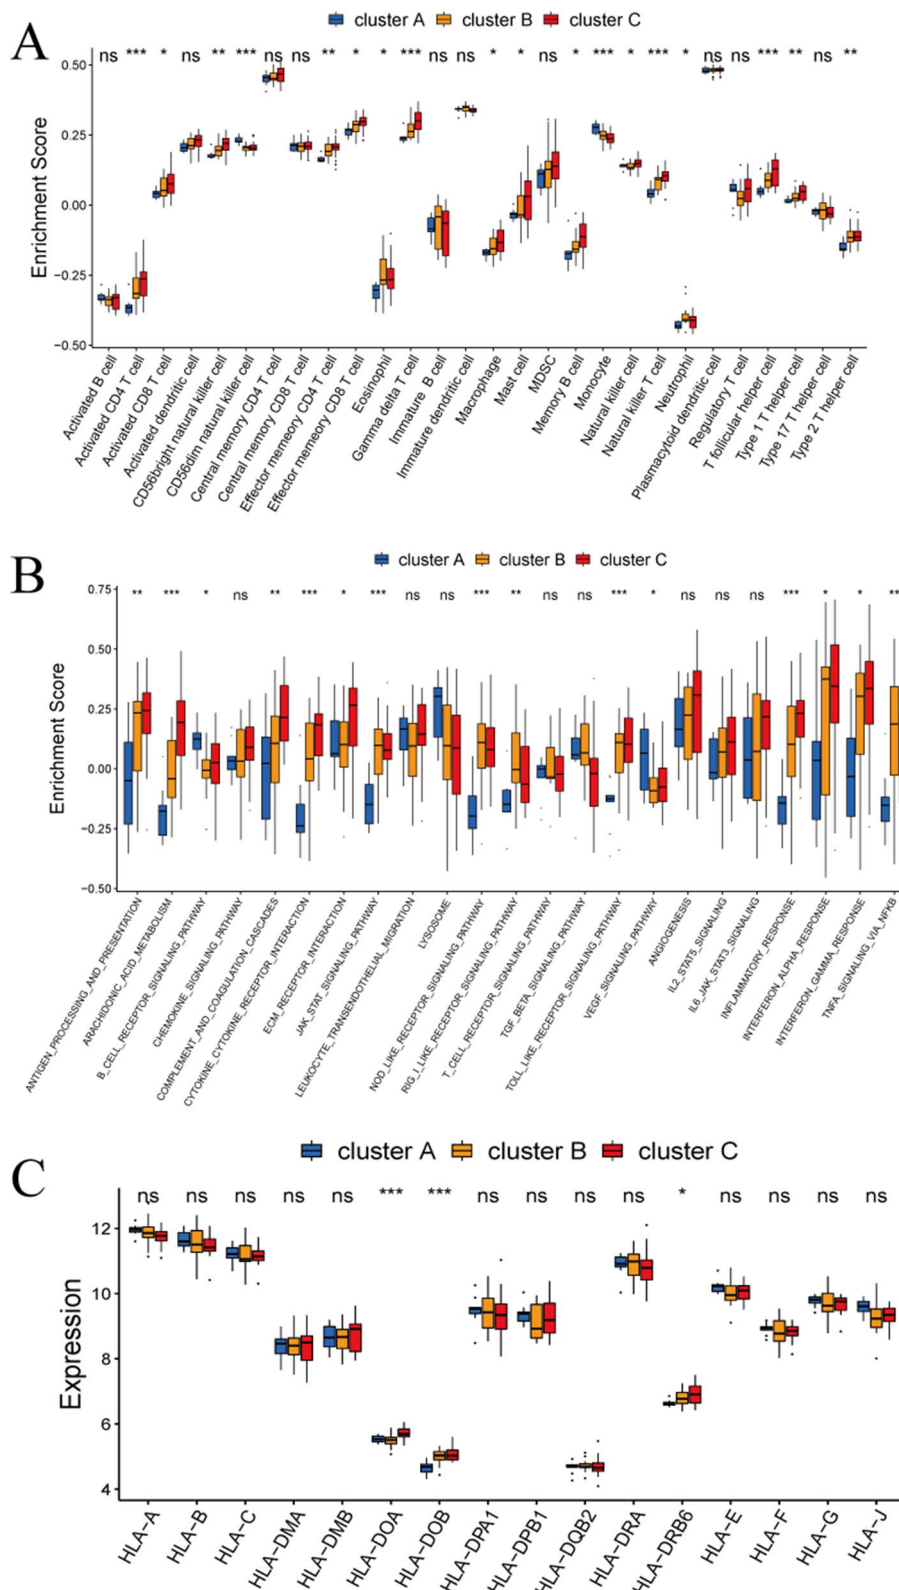 A
cluster A cluster B cluster C
ns *** * ns ** *** ns ns ** * * *** ns ns * * ns * *** * *** * ns ns *** ** ns **
Enrichment Score
0.50
0.25
0.00
−0.25
−0.50
Activated B cell
Activated CD4 T cell
Activated CD8 T cell
Activated dendritic cell
CD56bright natural killer cell
CD56dim natural killer cell
Central memory CD4 T cell
Central memory CD8 T cell
Effector memeory CD4 T cell
Effector memeory CD8 T cell
Eosinophil
Gamma delta T cell
Immature B cell
Immature dendritic cell
Macrophage
Mast cell
MDSC
Memory B cell
Monocyte
Natural killer cell
Natural killer T cell
Neutrophil
Plasmacytoid dendritic cell
Regulatory T cell
T follicular helper cell
Type 1 T helper cell
Type 17 T helper cell
Type 2 T helper cell
B
cluster A cluster B cluster C
** *** * ns ** *** * *** ns ns *** ** ns ns *** * ns ns ns *** * * **
Enrichment Score
0.75
0.50
0.25
0.00
−0.25
−0.50
ANTIGEN_PROCESSING_AND_PRESENTATION
ARACHIDONIC_ACID_METABOLISM
B_CELL_RECEPTOR_SIGNALING_PATHWAY
CHEMOKINE_SIGNALING_PATHWAY
COMPLEMENT_AND_COAGULATION_CASCADES
CYTOKINE_CYTOKINE_RECEPTOR_INTERACTION
ECM_RECEPTOR_INTERACTION
JAK_STAT_SIGNALING_PATHWAY
LEUKOCYTE_TRANSENDOTHELIAL_MIGRATION
LYSOSOME
NOD_LIKE_RECEPTOR_SIGNALING_PATHWAY
RIG_I_LIKE_RECEPTOR_SIGNALING_PATHWAY
T_CELL_RECEPTOR_SIGNALING_PATHWAY
TGF_BETA_SIGNALING_PATHWAY
TOLL_LIKE_RECEPTOR_SIGNALING_PATHWAY
VEGF_SIGNALING_PATHWAY
ANGIOGENESIS
IL2_STAT5_SIGNALING
IL6_JAK_STAT3_SIGNALING
INFLAMMATORY_RESPONSE
INTERFERON_ALPHA_RESPONSE
INTERFERON_GAMMA_RESPONSE
TNFA_SIGNALING_VIA_NFKB
C
cluster A cluster B cluster C
ns ns ns ns ns *** *** ns ns ns ns * ns ns ns ns
Expression
12
10
8
6
4
HLA−A
HLA−B
HLA−C
HLA−DMA
HLA−DMB
HLA−DOA
HLA−DOB
HLA−DPA1
HLA−DPB1
HLA−DQB2
HLA−DRA
HLA−DRB6
HLA−E
HLA−F
HLA−G
HLA−J